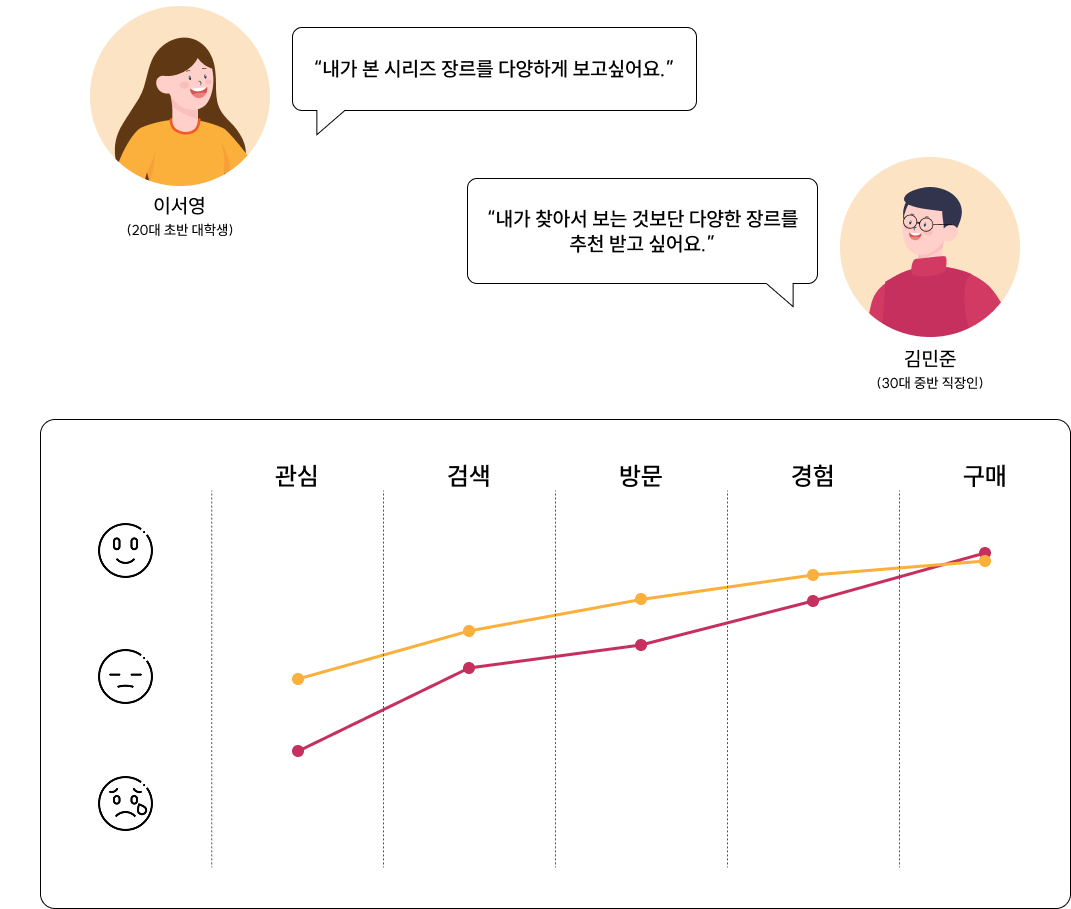 “내가 본 시리즈 장르를 다양하게 보고싶어요.”
이서영
(20대 초반 대학생)
“내가 찾아서 보는 것보단 다양한 장르를
추천 받고 싶어요.”
김민준
(30대 중반 직장인)
관심 검색 방문 경험 구매